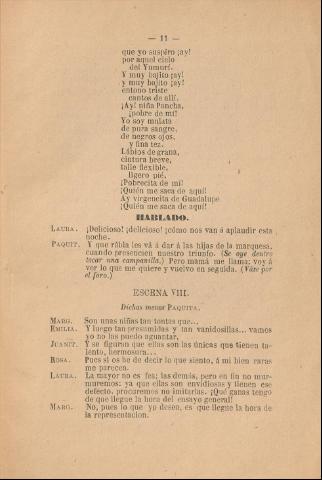 — 11 —
que yo suspíro ¡ay!
por aquel cielo
del Yumurí.
Y muy bajito ¡ay!
y muy bajito ¡ay!
entono triste
cantos de allí.
¡Ay! niña Pancha,
¡pobre de mí!
Yo soy mulata
de pura sangre,
de negros ojos,
y fina tez.
Lábios de grana,
cintura breve,
talle flexible,
ligero pié.
¡Pobrecita de mí!
¡Quién me saca de aquí!
Ay virgencita de Guadalupe
¡Quién me saca de aquí!
HABLADO.
LAURA. ¡Delicioso! ¡delicioso! ¡cómo nos ván á aplaudir esta
noche.
PAQUIT. Y que rábia les vá á dar á las hijas de la marquesa,
cuando presencien nuestro triunfo. (Se oye dentro
tocar una campanilla.) Pero mamá me llama; voy á
ver lo que me quiere y vuelvo en seguida. (Váse por
el foro.)
ESCENA VIII.
Dichas menos PAQUITA.
MARG. Son unas niñas tan tontas que...
EMILIA. Y luego tan presumidas y tan vanidosillas... vamos
yo no las puedo aguantar.
JUANIT. Y se figuran que ellas son las únicas que tienen ta-
lento, hermosura...
ROSA. Pues si os he de decir lo que siento, á mi bien raras
me parecen.
LAURA. La mayor no es fea; las demás, pero en fin no mur-
muremos: ya que ellas son envidiosas y tienen ese
defecto, procuremos no imitarlas. ¡Qué ganas tengo
de que llegue la hora del ensayo general!
MARG. No, pues lo que yo deseo, es que llegue la hora de
la representacion.